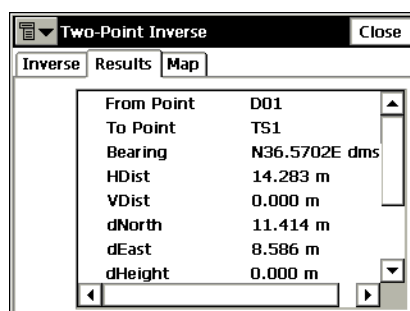 Two-Point Inverse Close
Inverse Results Map
From Point D01
To Point TS1
Bearing N36.5702E dms
HDist 14.283 m
VDist 0.000 m
dNorth 11.414 m
dEast 8.586 m
dHeight 0.000 m